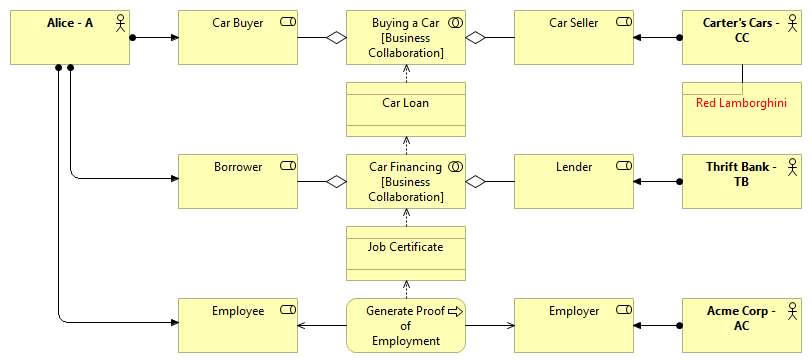 Alice - A
Car Buyer
Buying a Car
[Business
Collaboration]
Car Seller
Carter's Cars -
CC
Car Loan
Red Lamborghini
Borrower
Car Financing
[Business
Collaboration]
Lender
Thrift Bank -
TB
Job Certificate
Employee
Generate Proof
of
Employment
Employer
Acme Corp -
AC